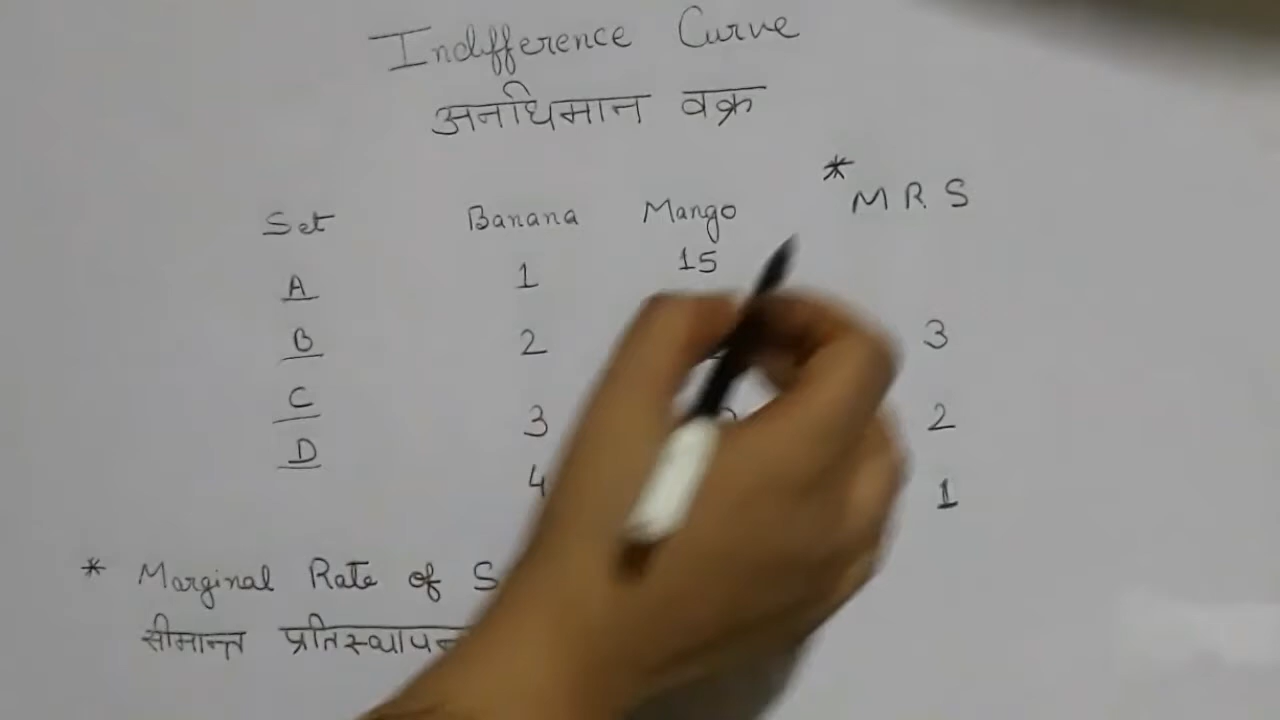 Indifference Curve
अनधिमान वक्र
Set Banana Mango *MRS
A 1 15
B 2 3
C 3 2
D 4 1
* Marginal Rate of
सीमान्त